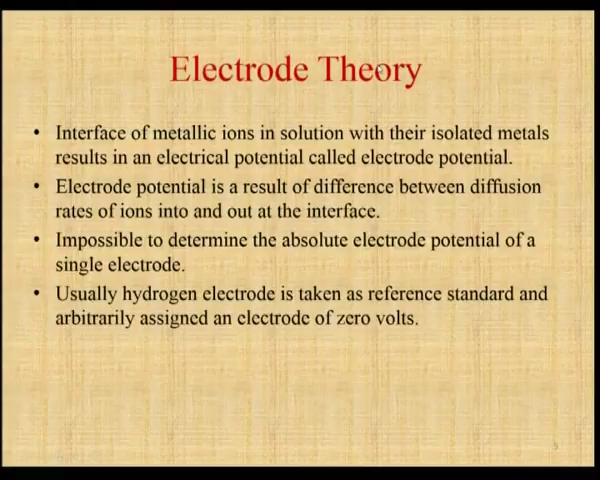 Electrode Theory
• Interface of metallic ions in solution with their isolated metals
results in an electrical potential called electrode potential.
• Electrode potential is a result of difference between diffusion
rates of ions into and out at the interface.
• Impossible to determine the absolute electrode potential of a
single electrode.
• Usually hydrogen electrode is taken as reference standard and
arbitrarily assigned an electrode of zero volts.